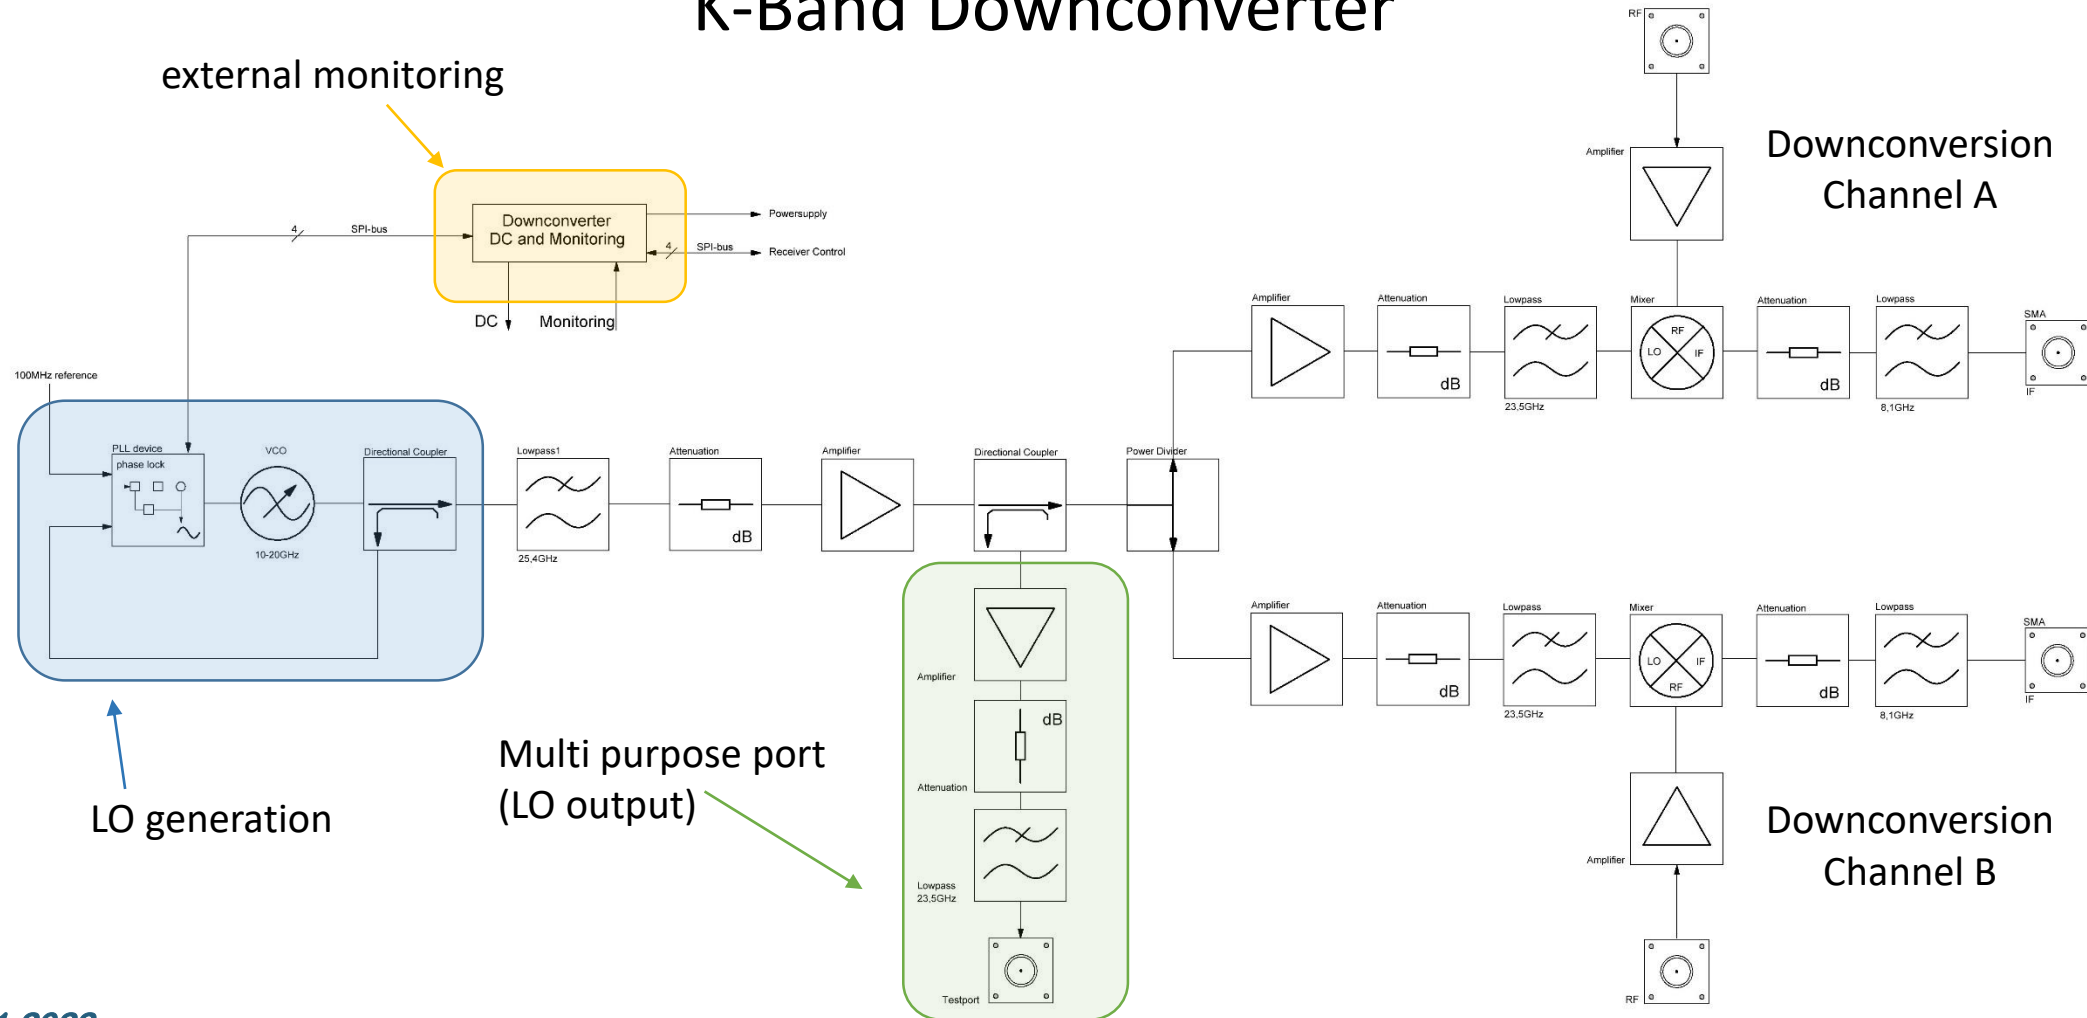 K-Band Downconverter
RF
external monitoring
Downconversion
Channel A
Amplifier
Downconverter
DC and Monitoring
Powersupply
4
SPI-bus
4
SPI-bus
Receiver Control
DC
Monitoring
Amplifier
Attenuation
dB
Lowpass
23,5GHz
Mixer
RF
LO
IF
Attenuation
dB
Lowpass
8,1GHz
SMA
IF
100MHz reference
PLL device
phase lock
VCO
10-20GHz
Directional Coupler
Lowpass1
25,4GHz
Attenuation
dB
Amplifier
Directional Coupler
Power Divider
Amplifier
Attenuation
dB
Lowpass
23,5GHz
Mixer
LO
IF
RF
Attenuation
dB
Lowpass
8,1GHz
SMA
IF
Amplifier
dB
Attenuation
Lowpass
23,5GHz
Testport
Multi purpose port
(LO output)
LO generation
Downconversion
Channel B
Amplifier
RF